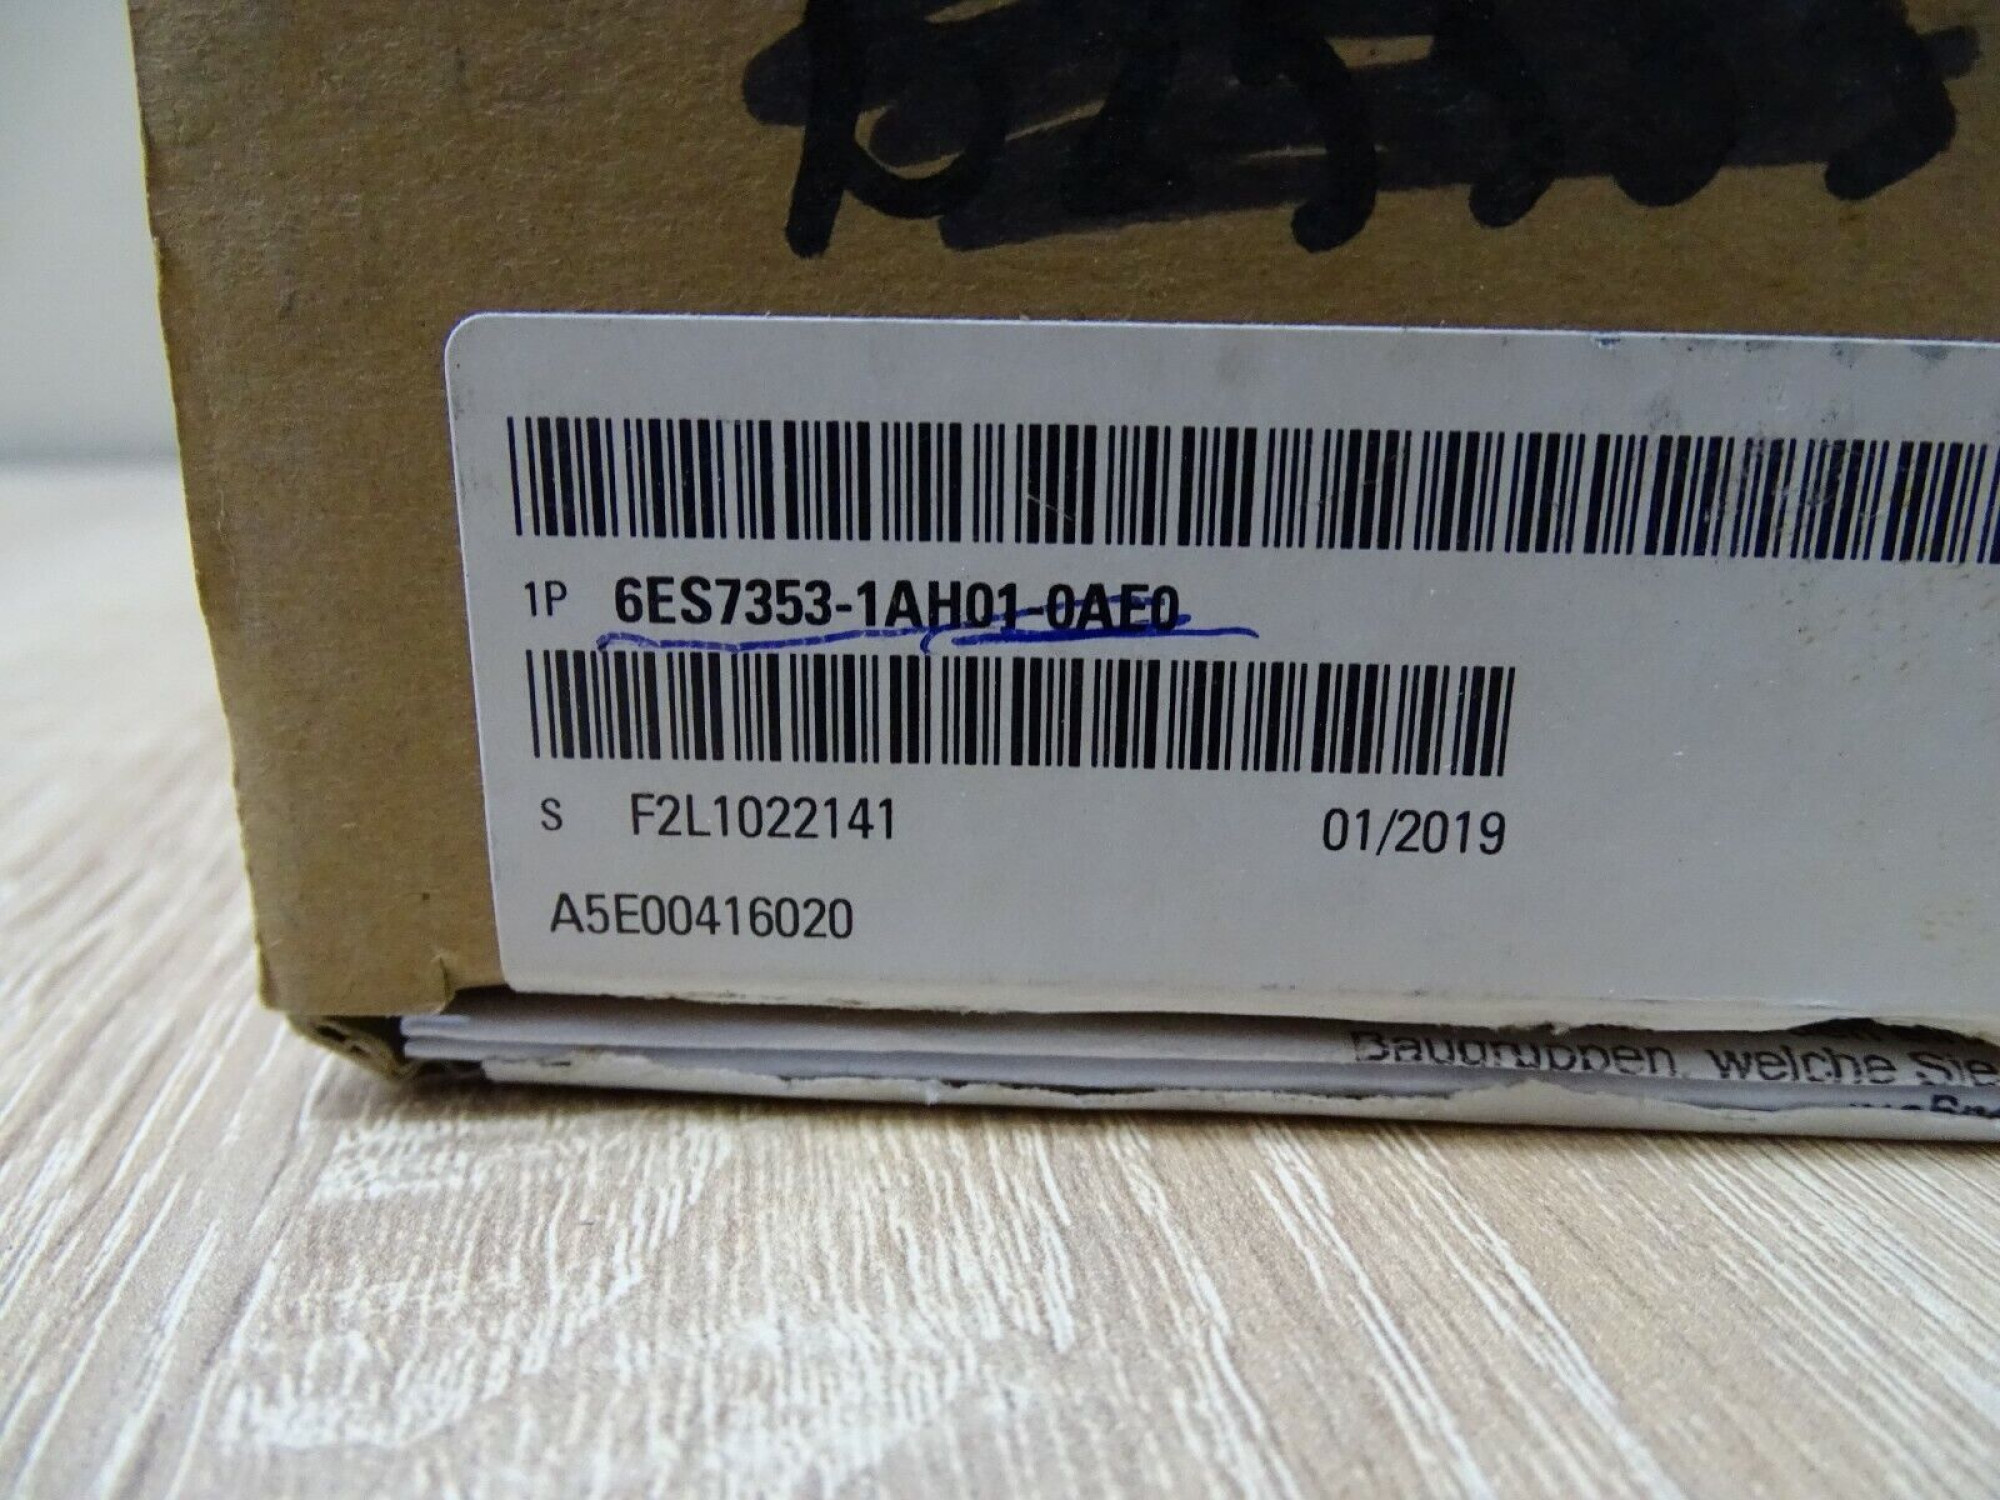 1P 6ES7353-1AH01-0AE0
S F2L1022141 01/2019
A5E00416020
Baugruppen, welche Sie